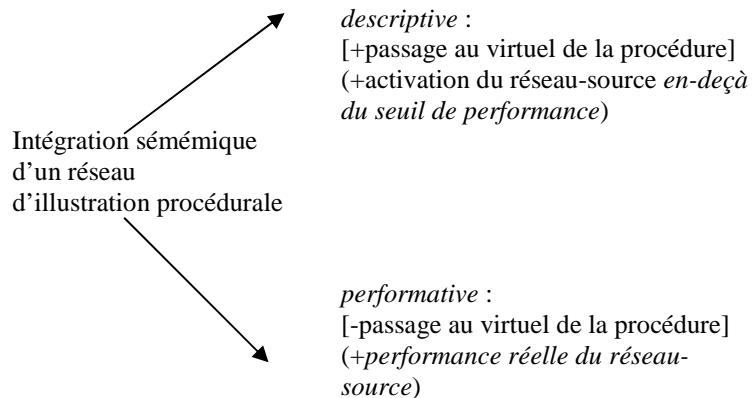 descriptive :
[+passage au virtuel de la procédure]
(+activation du réseau-source en-deçà
du seuil de performance)
Intégration sémémique
d'un réseau
d'illustration procédurale
performative :
[-passage au virtuel de la procédure]
(+performance réelle du réseau-
source)